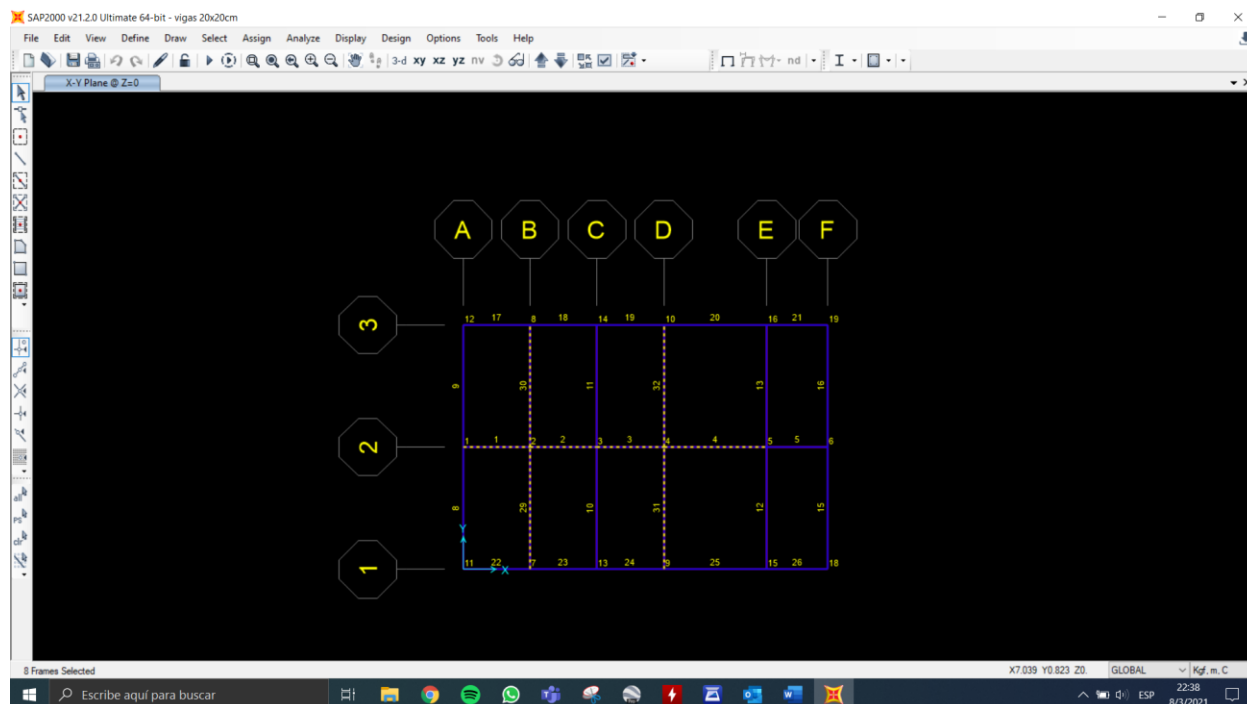 SAP2000 v21.2.0 Ultimate 64-bit - vigas 20x20cm
File Edit View Define Draw Select Assign Analyze Display Design Options Tools Help
3-d xy xz yz nv nd
X-Y Plane @ Z=0
A B C D E F
3
12 17 8 18 14 19 10 20 16 21 19
9 30 11 32 13 16
2
1 1 2 2 3 3 4 4 5 5 6
8 29 10 31 12 15
Y
1
11 22 X 7 23 13 24 9 25 15 26 18
all
PS
clr
8 Frames Selected X7.039 Y0.823 Z0. GLOBAL Kgf, m, C
Escribe aquí para buscar ESP 22:38
8/3/2021